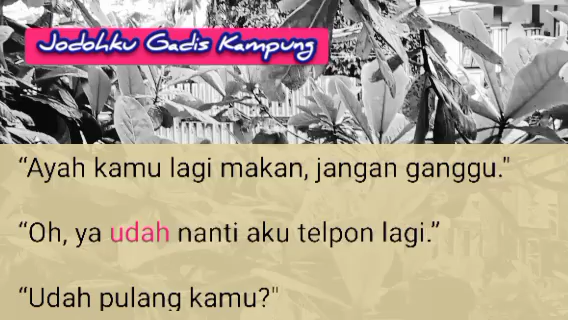 Jodohku Gadis Kampung
“Ayah kamu lagi makan, jangan ganggu."
“Oh, ya udah nanti aku telpon lagi.”
“Udah pulang kamu?"